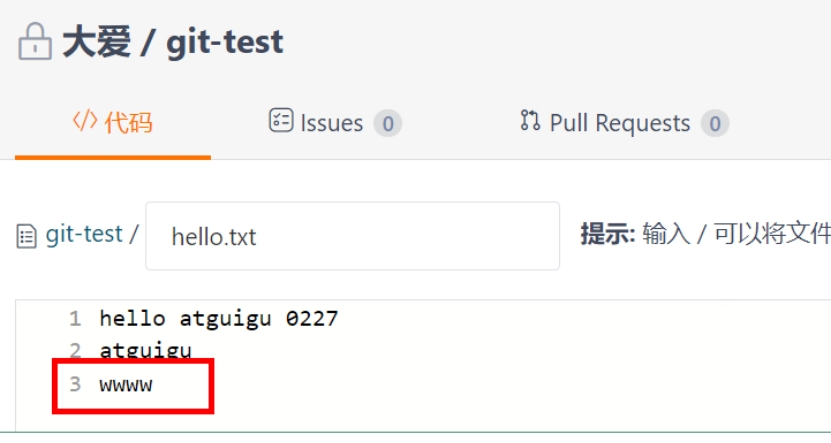 大爱 / git-test
</> 代码 Issues 0 Pull Requests 0
git-test / hello.txt 提示: 输入 / 可以将文件
1 hello atguigu 0227
2 atguigu
3 wwww